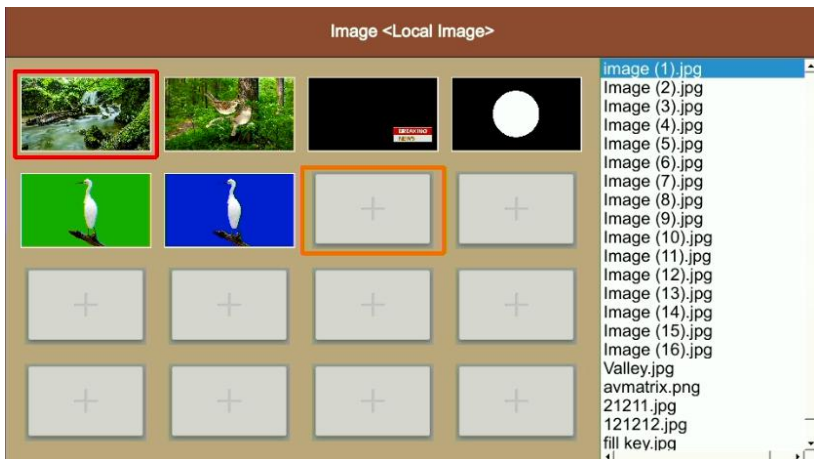 Image <Local Image>
BREAKING
NEWS
image (1).jpg
Image (2).jpg
Image (3).jpg
Image (4).jpg
Image (5).jpg
Image (6).jpg
Image (7).jpg
Image (8).jpg
Image (9).jpg
Image (10).jpg
Image (11).jpg
Image (12).jpg
Image (13).jpg
Image (14).jpg
Image (15).jpg
Image (16).jpg
Valley.jpg
avmatrix.png
21211.jpg
121212.jpg
fill key.jpg